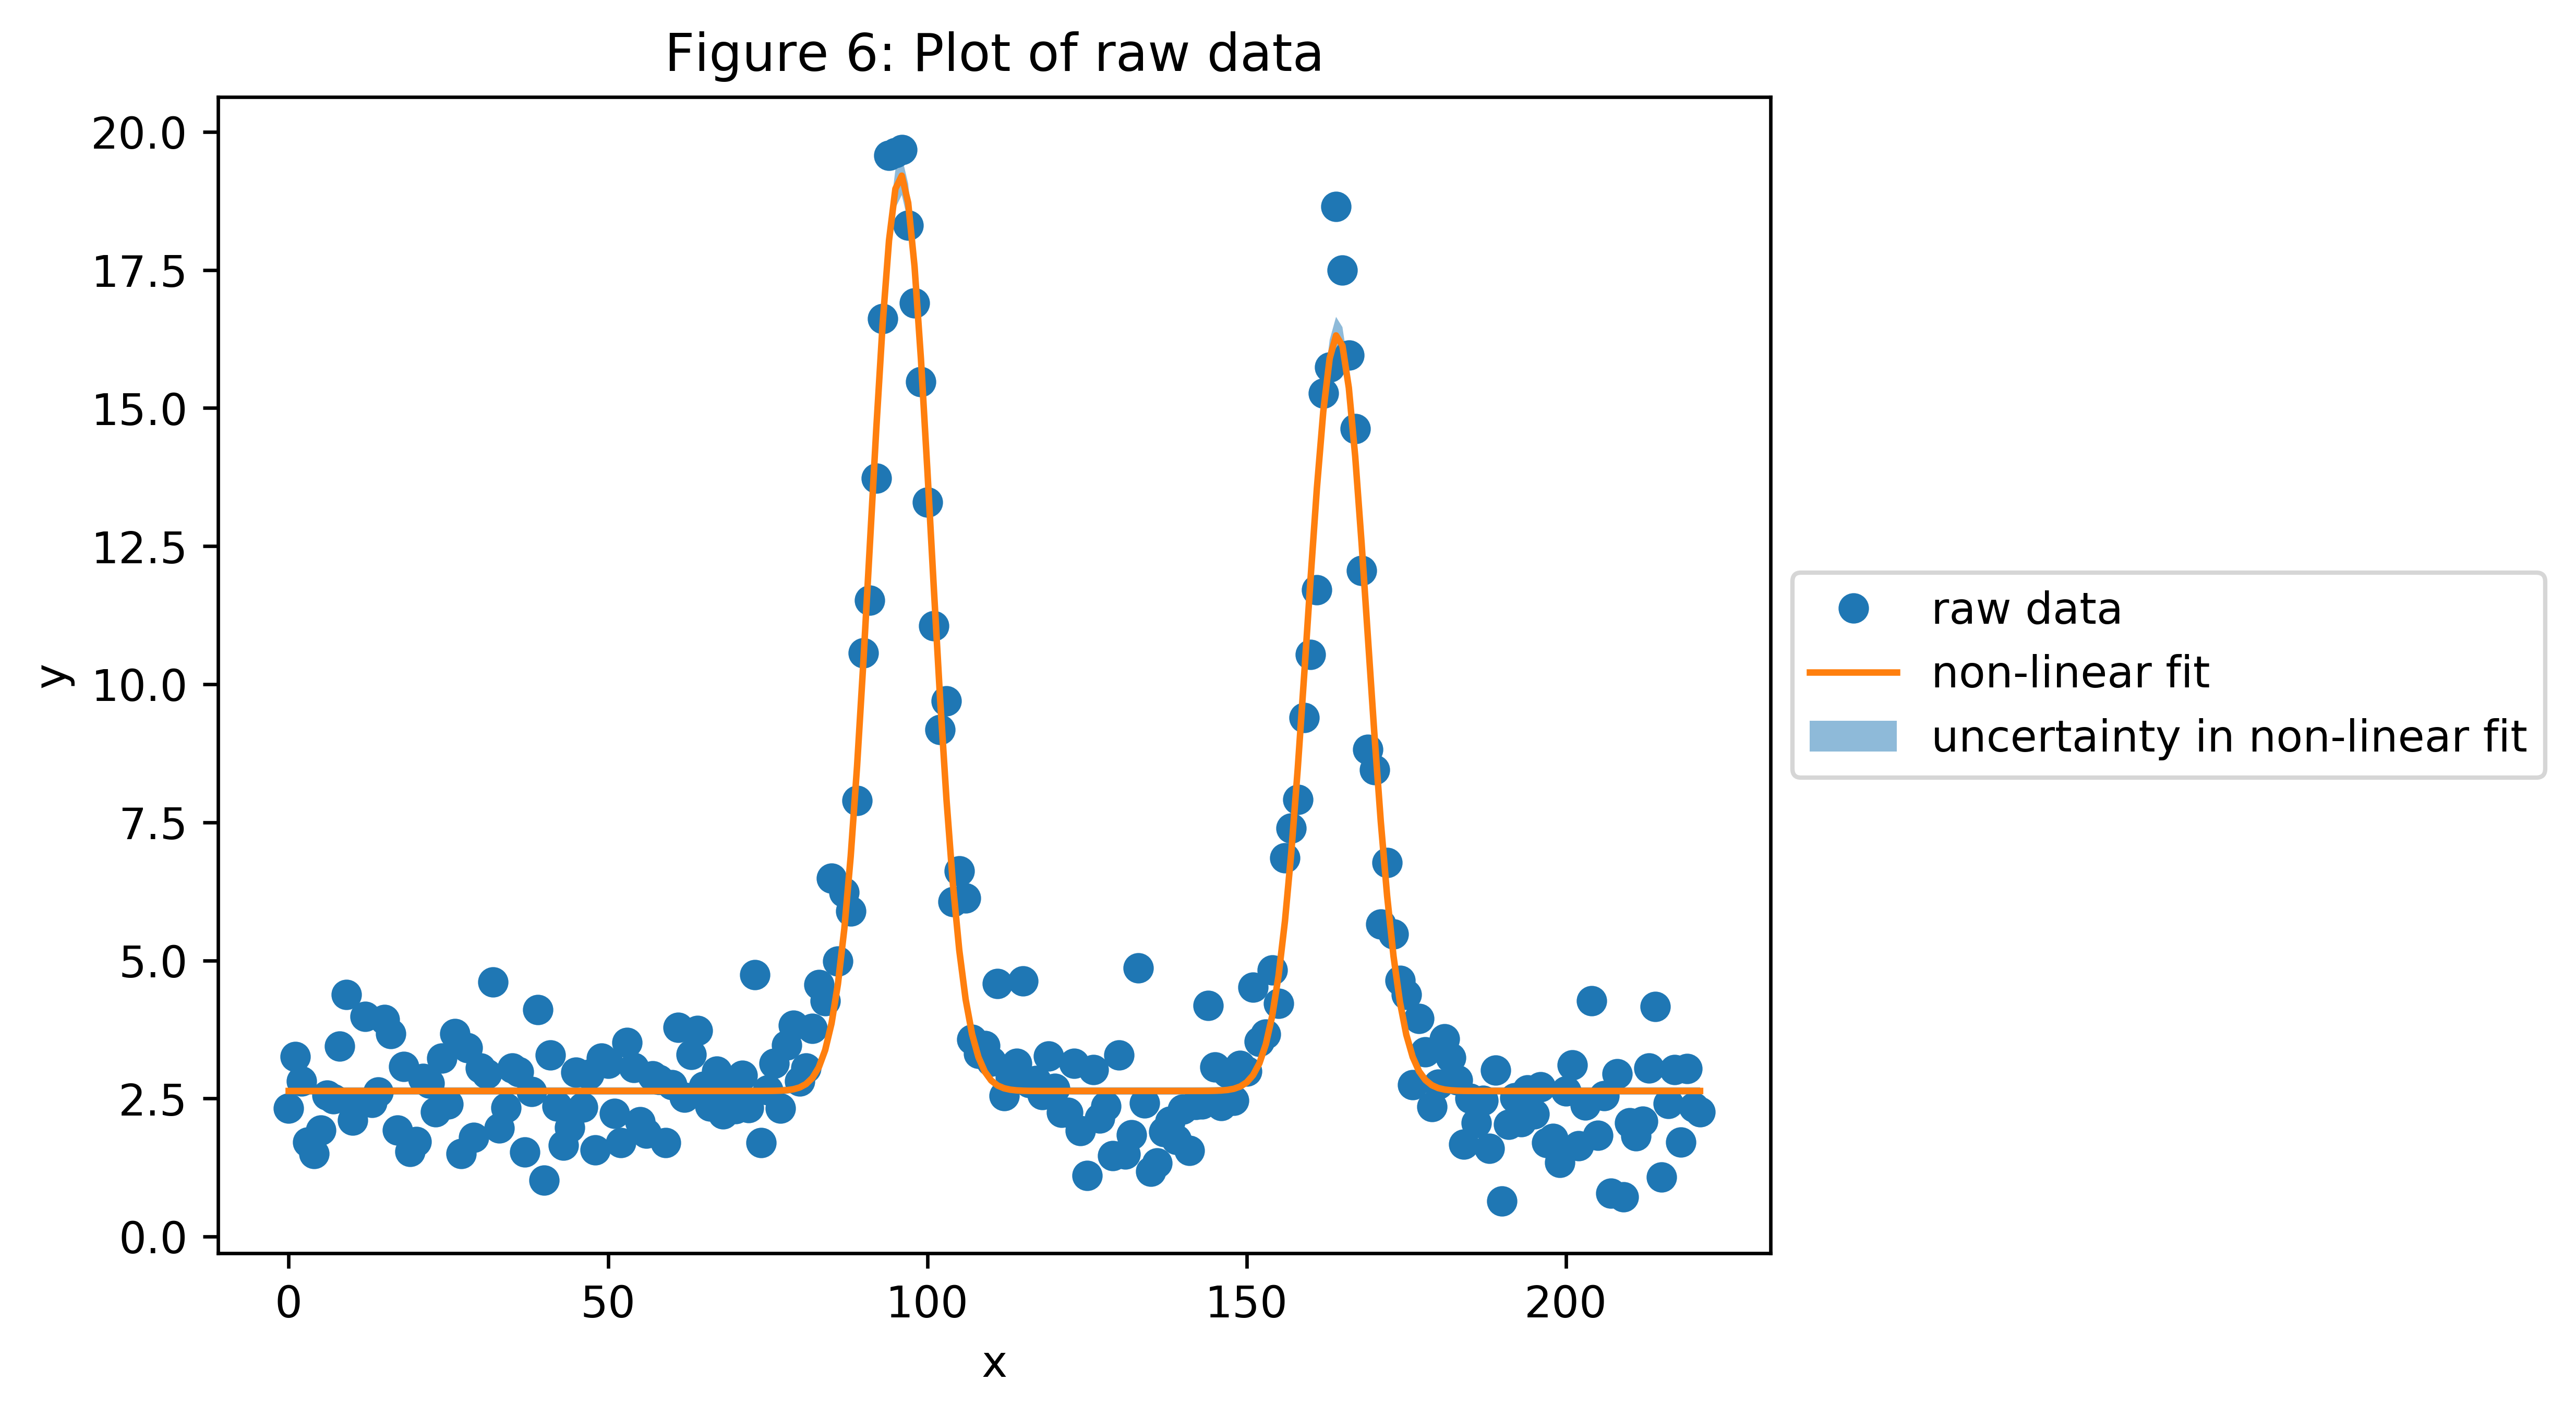 Figure 6: Plot of raw data
20.0
17.5
15.0
12.5
10.0
7.5
5.0
2.5
0.0
y
0 50 100 150 200
x
raw data
non-linear fit
uncertainty in non-linear fit